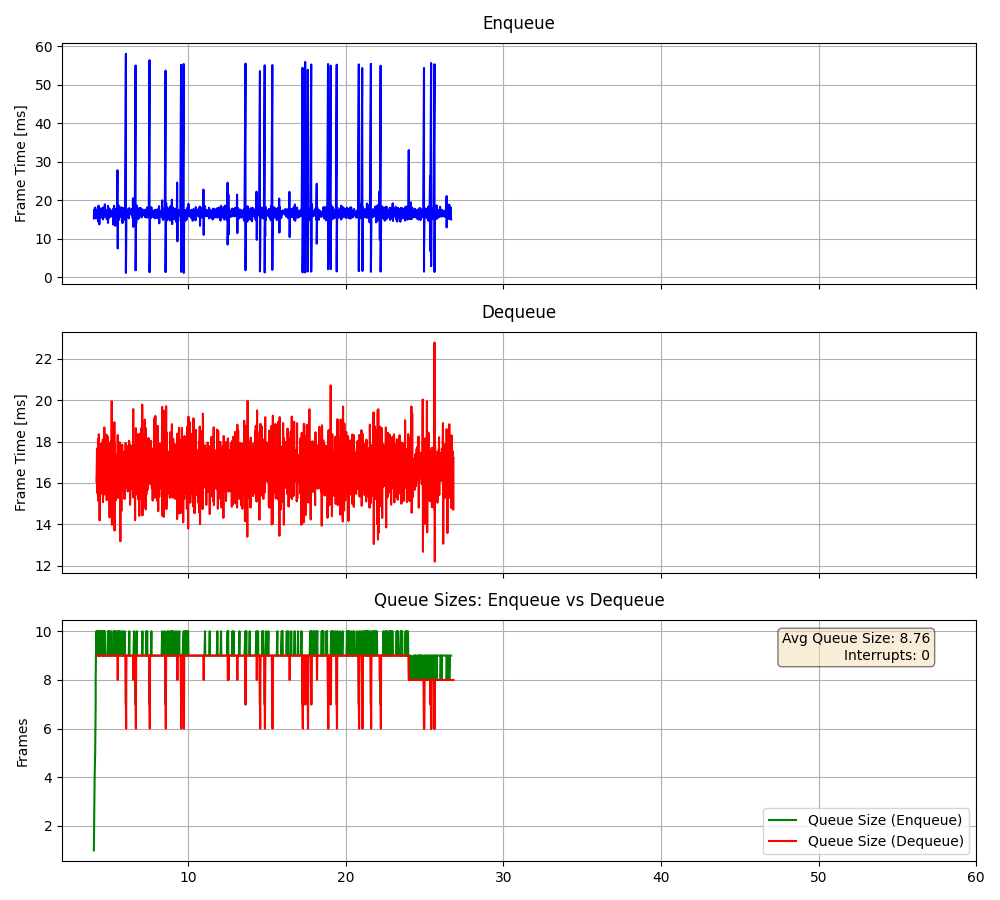 Enqueue
Frame Time [ms]
60
50
40
30
20
10
0
Dequeue
Frame Time [ms]
22
20
18
16
14
12
Queue Sizes: Enqueue vs Dequeue
Frames
10
8
6
4
2
Avg Queue Size: 8.76
Interrupts: 0
Queue Size (Enqueue)
Queue Size (Dequeue)
10 20 30 40 50 60